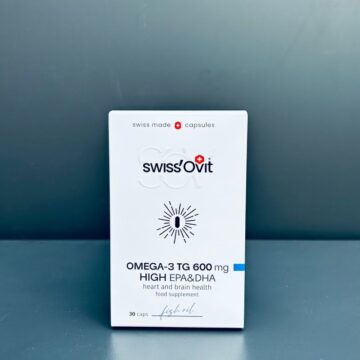 swiss made + capsules
swiss'Ovit
OMEGA-3 TG 600 mg
HIGH EPA&DHA
heart and brain health
food supplement
30 caps
fish oil